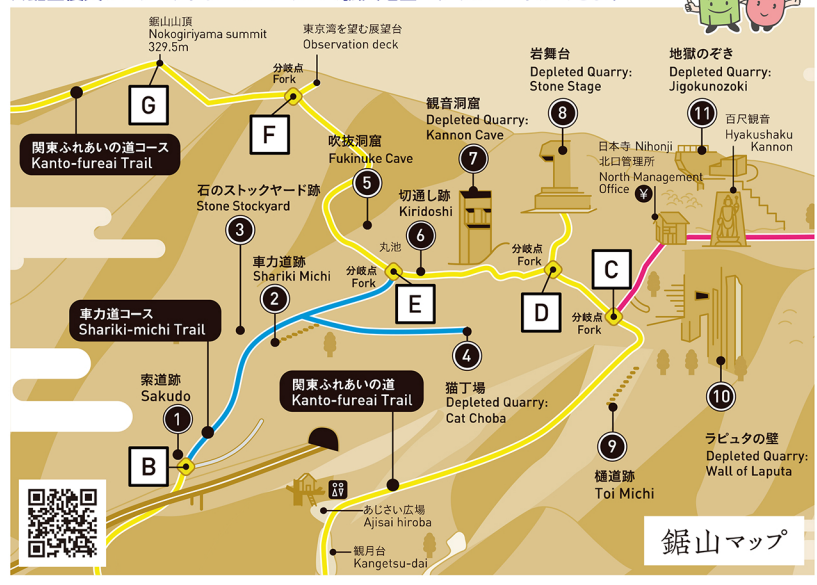 鋸山山頂
Nokogiriyama summit
329.5m
東京湾を望む展望台
Observation deck
分岐点
Fork
G
F
関東ふれあいの道コース
Kanto-fureai Trail
岩舞台
Depleted Quarry:
Stone Stage
8
地獄のぞき
Depleted Quarry:
Jigokunozoki
11
観音洞窟
Depleted Quarry:
Kannon Cave
7
百尺観音
Hyakushaku
Kannon
日本寺 Nihonji
北口管理所
North Management
Office
¥
吹抜洞窟
Fukinuke Cave
5
石のストックヤード跡
Stone Stockyard
3
切通し跡
Kiridoshi
6
丸池
車力道跡
Shariki Michi
2
分岐点
Fork
E
分岐点
Fork
D
C
分岐点
Fork
車力道コース
Shariki-michi Trail
4
猫丁場
Depleted Quarry:
Cat Choba
索道跡
Sakudo
1
B
関東ふれあいの道
Kanto-fureai Trail
10
ラピュタの壁
Depleted Quarry:
Wall of Laputa
9
樋道跡
Toi Michi
あじさい広場
Ajisai hiroba
観月台
Kangetsu-dai
鋸山マップ